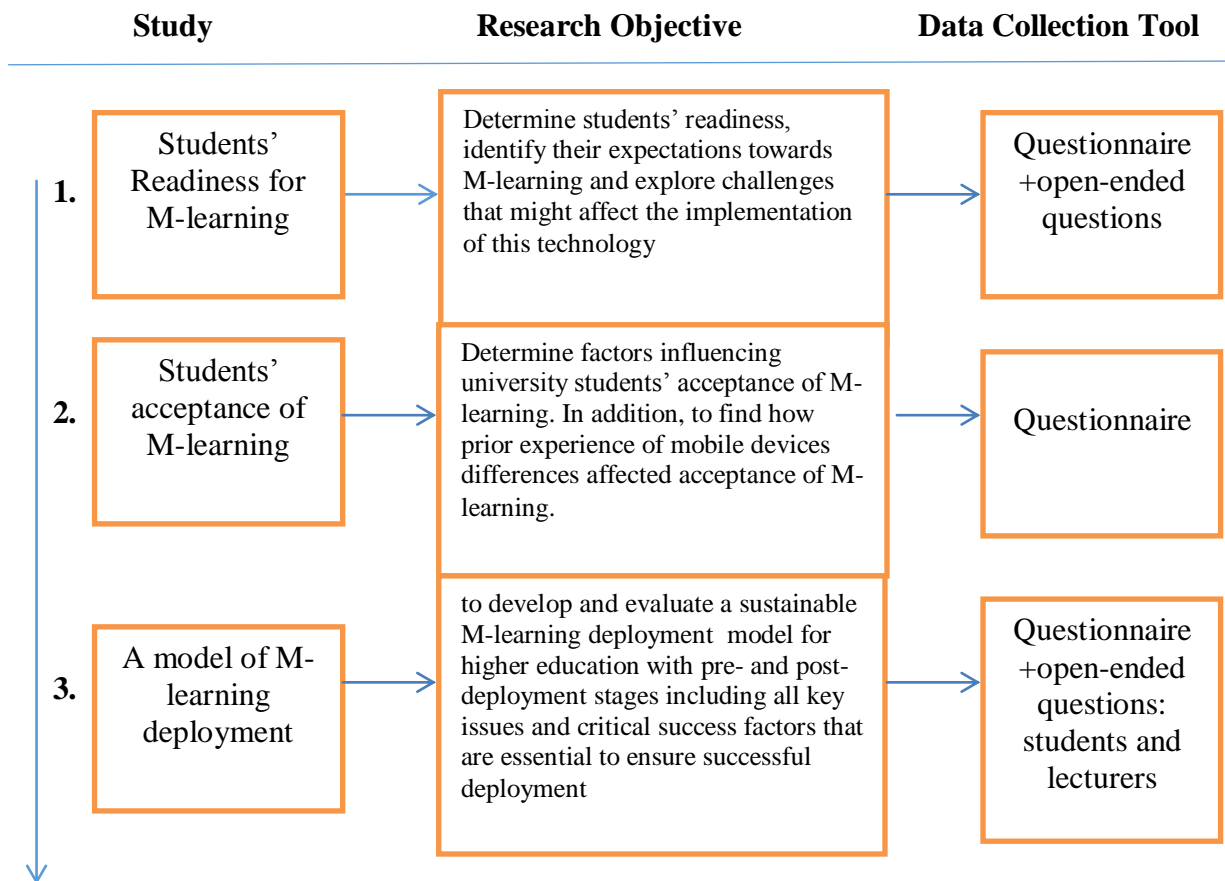 Study
Research Objective
Data Collection Tool
1.
Students’
Readiness for
M-learning
Determine students’ readiness,
identify their expectations towards
M-learning and explore challenges
that might affect the implementation
of this technology
Questionnaire
+open-ended
questions
2.
Students’
acceptance of
M-learning
Determine factors influencing
university students’ acceptance of M-
learning. In addition, to find how
prior experience of mobile devices
differences affected acceptance of M-
learning.
Questionnaire
3.
A model of M-
learning
deployment
to develop and evaluate a sustainable
M-learning deployment model for
higher education with pre- and post-
deployment stages including all key
issues and critical success factors that
are essential to ensure successful
deployment
Questionnaire
+open-ended
questions:
students and
lecturers